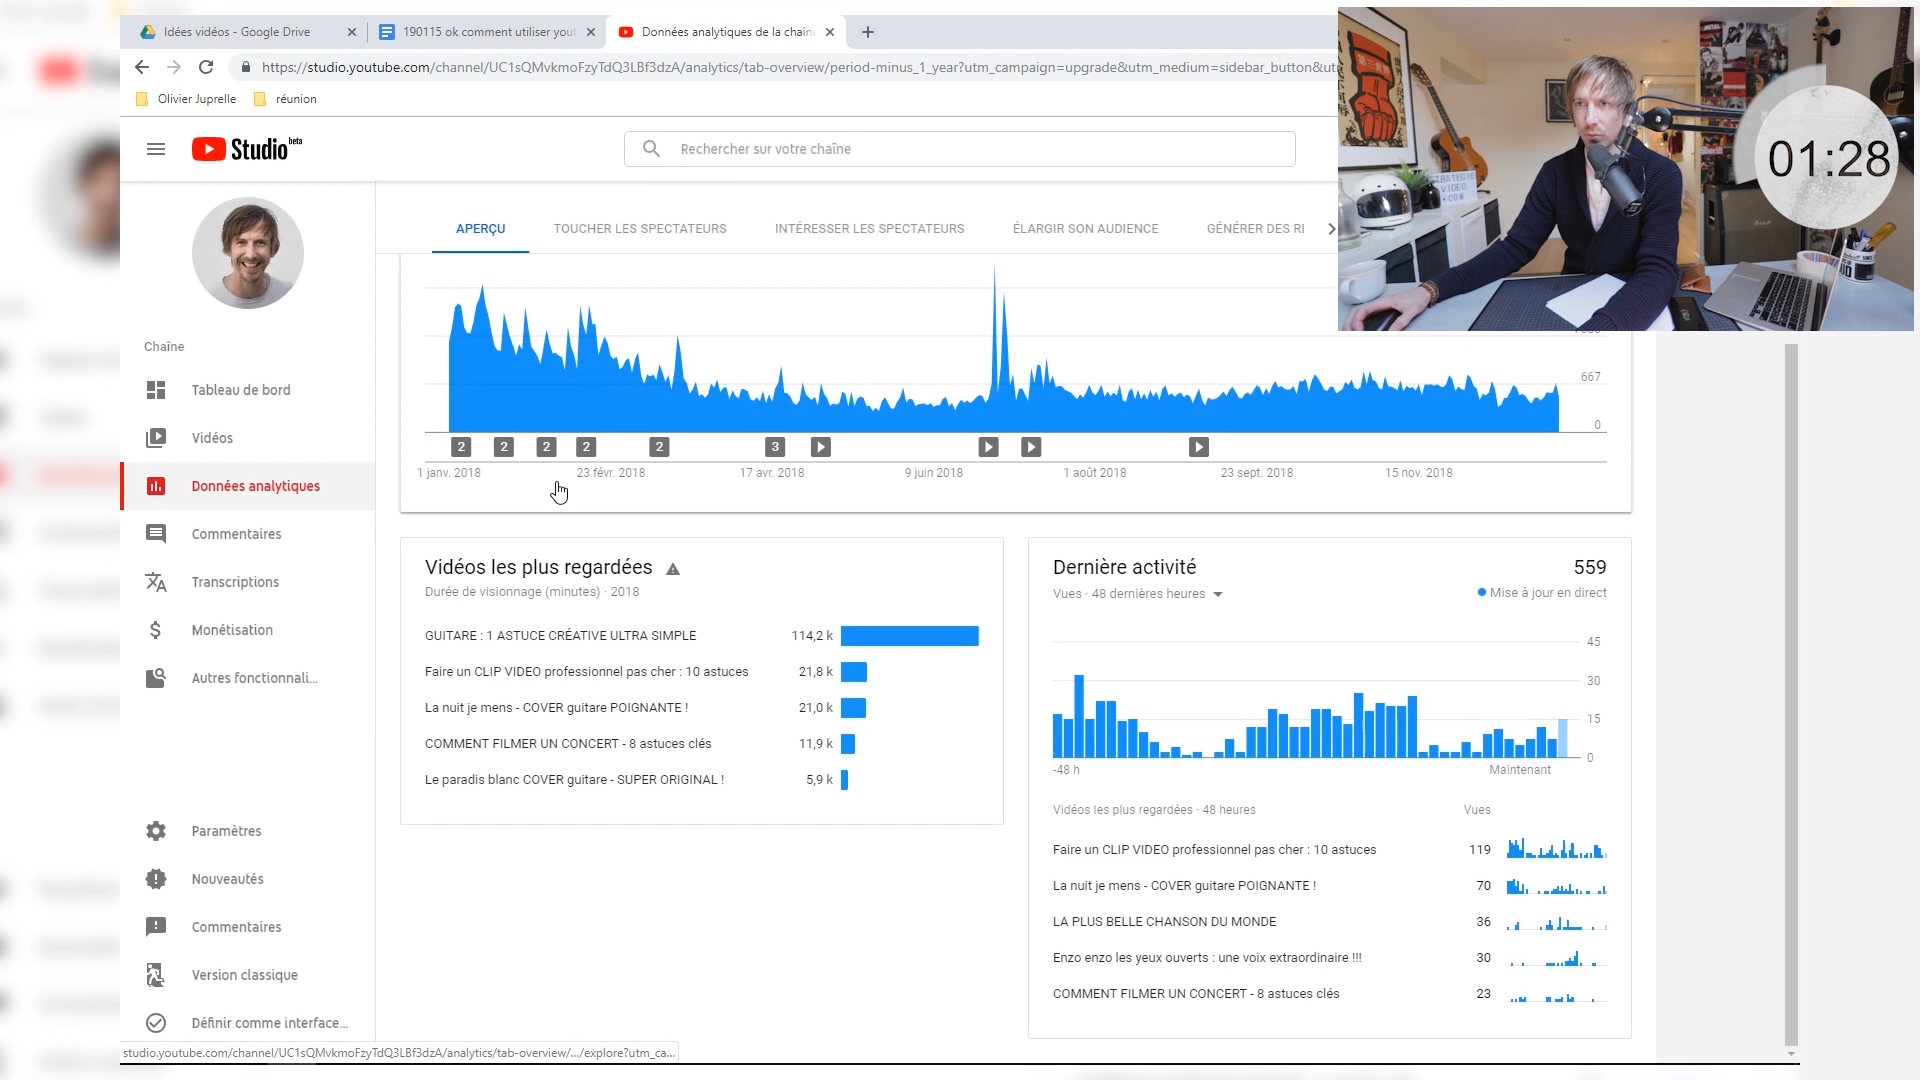 Idées vidéos - Google Drive
190115 ok comment utiliser you
Données analytiques de la chaîne
https://studio.youtube.com/channel/UC1sQMvkmoFzyTdQ3LBf3dzA/analytics/tab-overview/period-minus_1_year?utm_campaign=upgrade&utm_medium=sidebar_button&ut
Olivier Juprelle
réunion
Studio beta
Rechercher sur votre chaîne
01:28
STRATEGIE
VIDEO
.COM
APERÇU
TOUCHER LES SPECTATEURS
INTÉRESSER LES SPECTATEURS
ÉLARGIR SON AUDIENCE
GÉNÉRER DES RE
Chaîne
Tableau de bord
Vidéos
Données analytiques
Commentaires
Transcriptions
Monétisation
Autres fonctionnali...
Paramètres
Nouveautés
Commentaires
Version classique
Définir comme interface...
667
0
2 2 2 2 2 3
1 janv. 2018
23 févr. 2018
17 avr. 2018
9 juin 2018
1 août 2018
23 sept. 2018
15 nov. 2018
Vidéos les plus regardées
Durée de visionnage (minutes) · 2018
GUITARE : 1 ASTUCE CRÉATIVE ULTRA SIMPLE 114,2 k
Faire un CLIP VIDEO professionnel pas cher : 10 astuces 21,8 k
La nuit je mens - COVER guitare POIGNANTE ! 21,0 k
COMMENT FILMER UN CONCERT - 8 astuces clés 11,9 k
Le paradis blanc COVER guitare - SUPER ORIGINAL ! 5,9 k
Dernière activité 559
Vues · 48 dernières heures
Mise à jour en direct
45
30
15
0
-48 h
Maintenant
Vidéos les plus regardées · 48 heures Vues
Faire un CLIP VIDEO professionnel pas cher : 10 astuces 119
La nuit je mens - COVER guitare POIGNANTE ! 70
LA PLUS BELLE CHANSON DU MONDE 36
Enzo enzo les yeux ouverts : une voix extraordinaire !!! 30
COMMENT FILMER UN CONCERT - 8 astuces clés 23
studio.youtube.com/channel/UC1sQMvkmoFzyTdQ3LBf3dzA/analytics/tab-overview/.../explore?utm_ca...